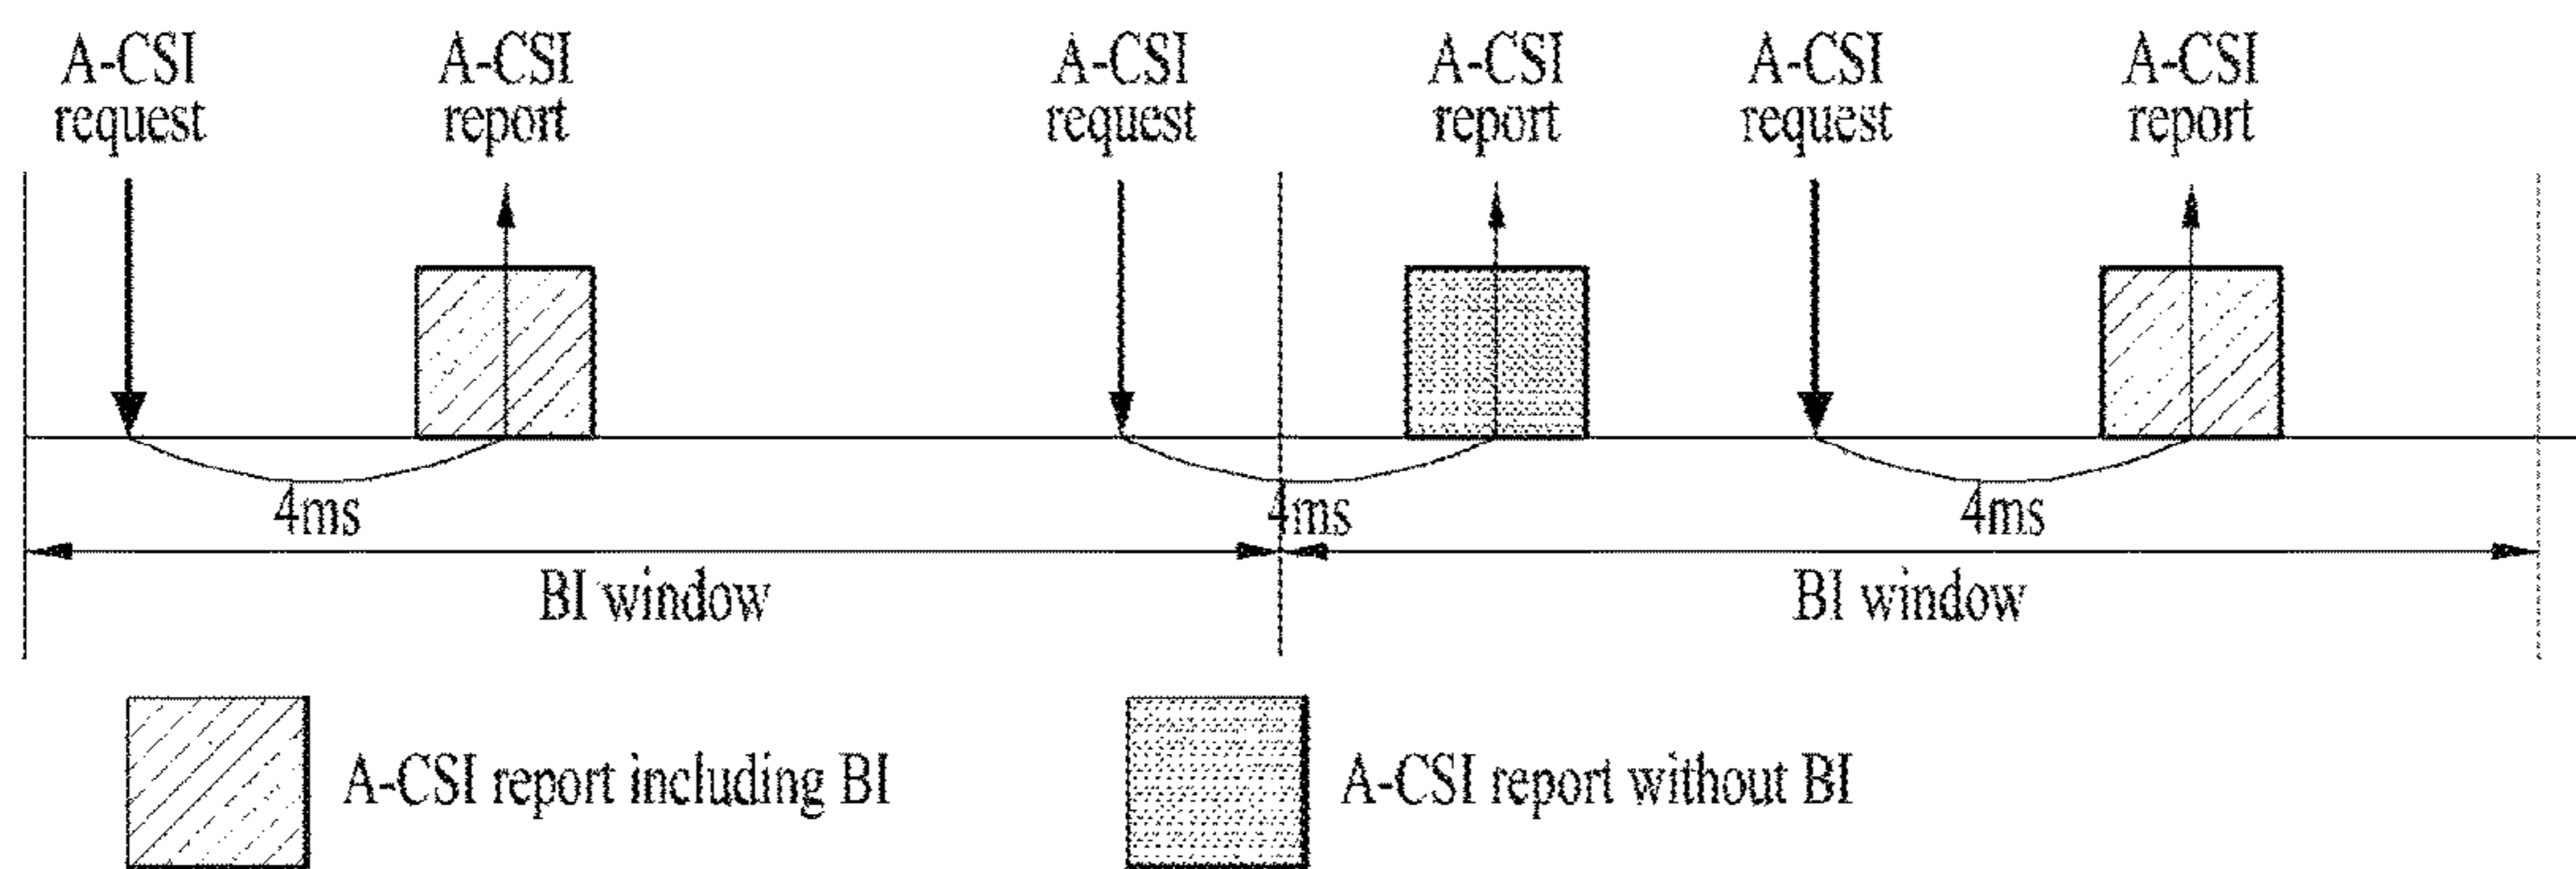 A-CSI
request
A-CSI
report
A-CSI
request
A-CSI
report
A-CSI
request
A-CSI
report
4ms
4ms
4ms
BI window
BI window
A-CSI report including BI
A-CSI report without BI